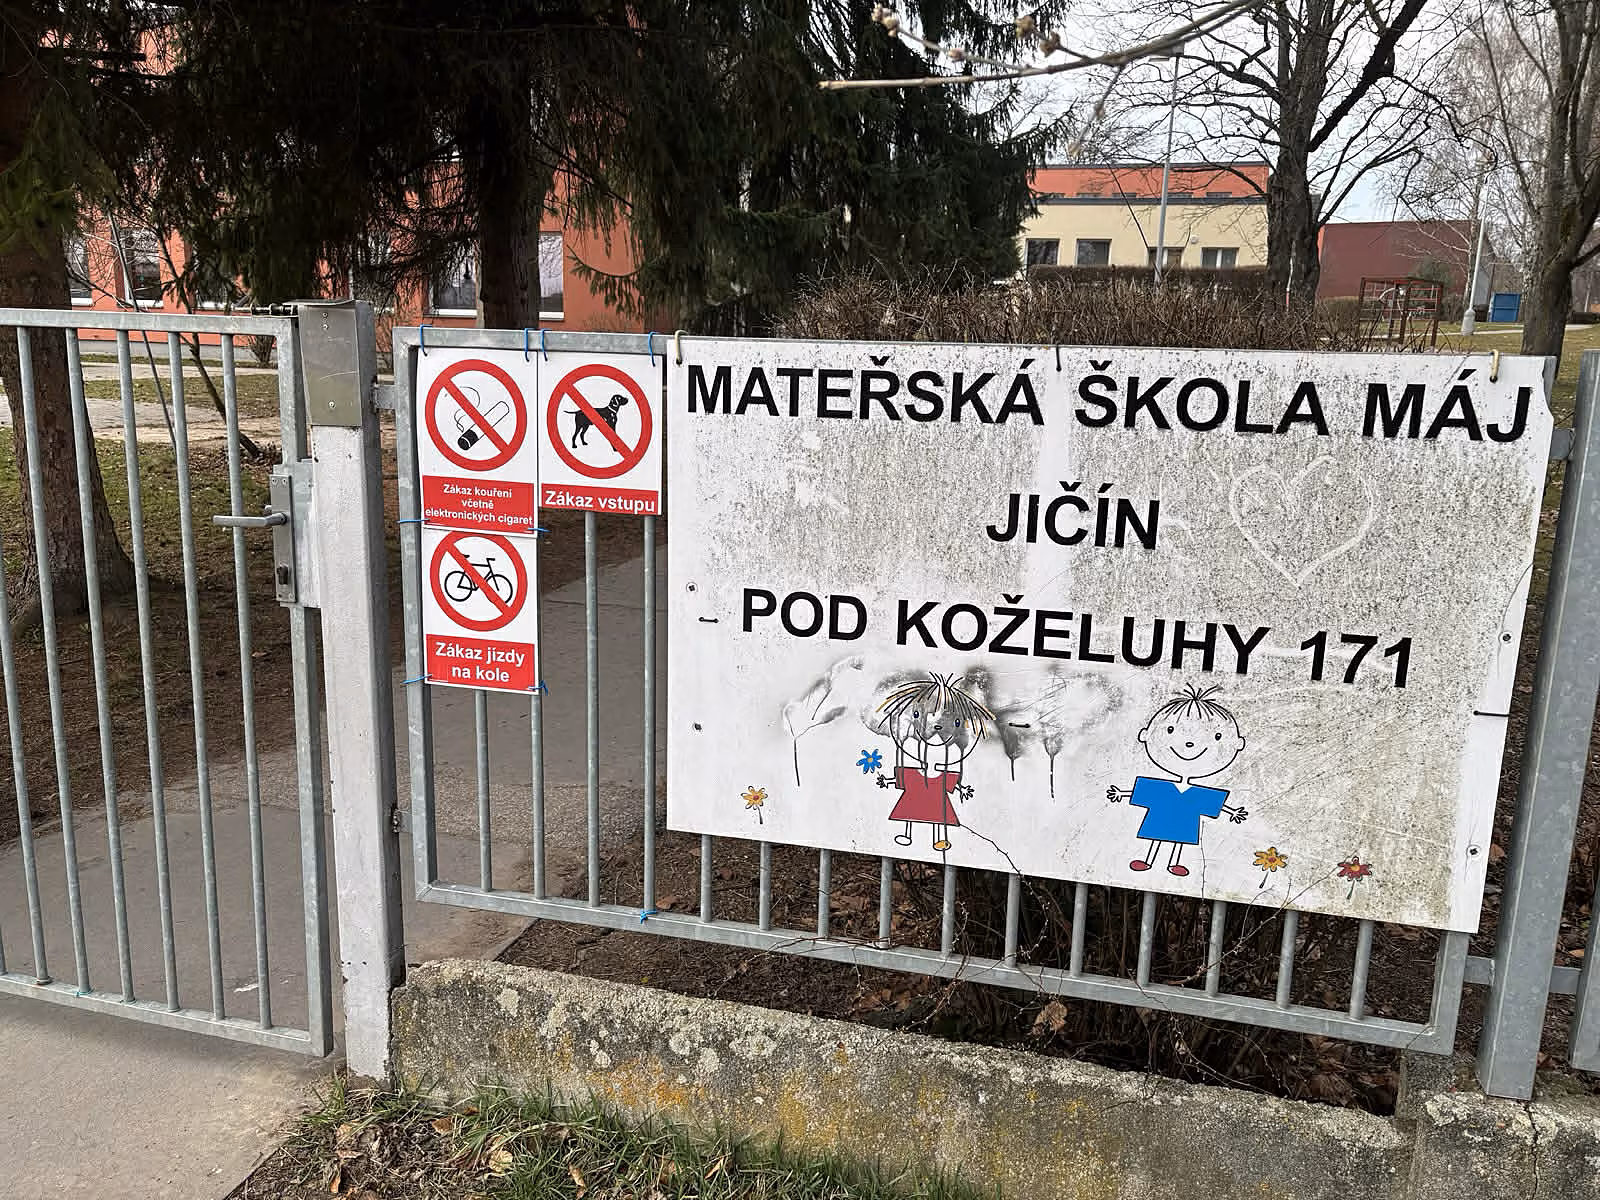 Zákaz kouření
včetně
elektronických cigaret
Zákaz vstupu
Zákaz jízdy
na kole
MATEŘSKÁ ŠKOLA MÁJ
JIČÍN
POD KOŽELUHY 171